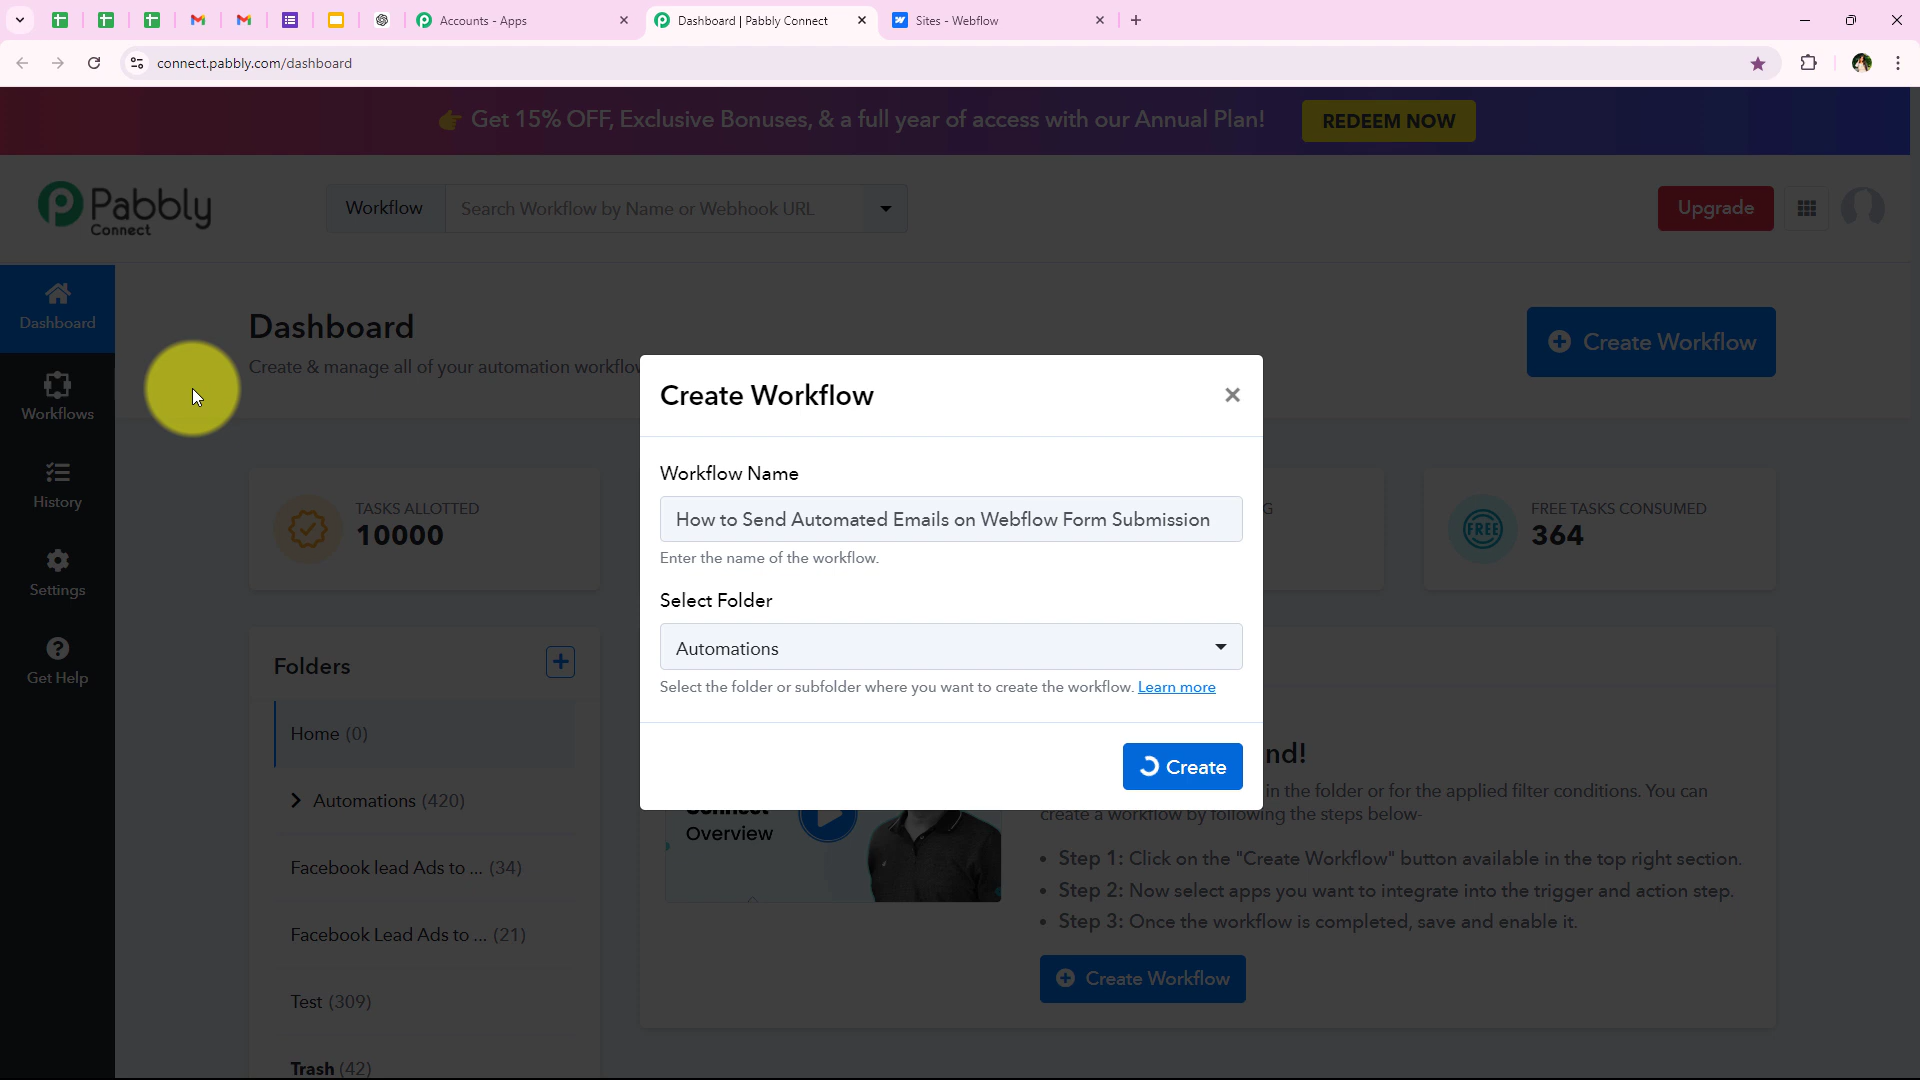 Accounts - Apps
Dashboard | Pabbly Connect
Sites - Webflow
connect.pabbly.com/dashboard
Get 15% OFF, Exclusive Bonuses, & a full year of access with our Annual Plan!
REDEEM NOW
Pabbly
Connect
Workflow
Search Workflow by Name or Webhook URL
Upgrade
Dashboard
Workflows
History
Settings
Get Help
Dashboard
Create & manage all of your automation workflow
Create Workflow
TASKS ALLOTTED
10000
G
FREE
FREE TASKS CONSUMED
364
Create Workflow
Workflow Name
How to Send Automated Emails on Webflow Form Submission
Enter the name of the workflow.
Select Folder
Automations
Select the folder or subfolder where you want to create the workflow. Learn more
Create
Folders
Home (0)
Automations (420)
Facebook lead Ads to ... (34)
Facebook Lead Ads to ... (21)
Test (309)
Trash (42)
Connect
Overview
nd!
in the folder or for the applied filter conditions. You can
create a workflow by following the steps below-
• Step 1: Click on the "Create Workflow" button available in the top right section.
• Step 2: Now select apps you want to integrate into the trigger and action step.
• Step 3: Once the workflow is completed, save and enable it.
Create Workflow